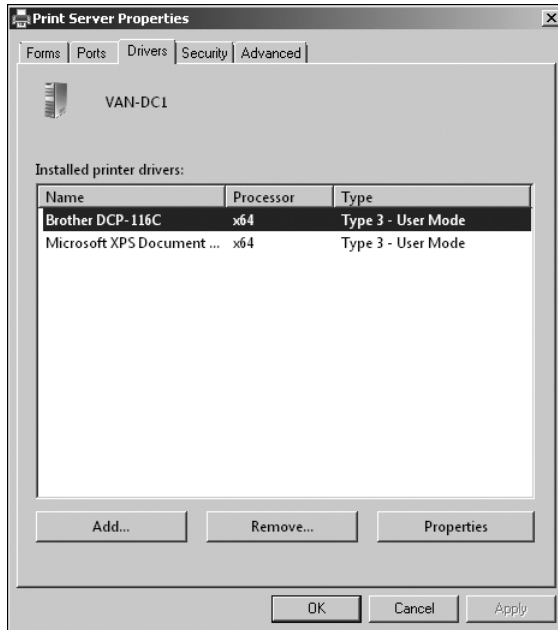 Print Server Properties
Forms Ports Drivers Security Advanced
VAN-DC1
Installed printer drivers:
Name Processor Type
Brother DCP-116C x64 Type 3 - User Mode
Microsoft XPS Document ... x64 Type 3 - User Mode
Add... Remove... Properties
OK Cancel Apply